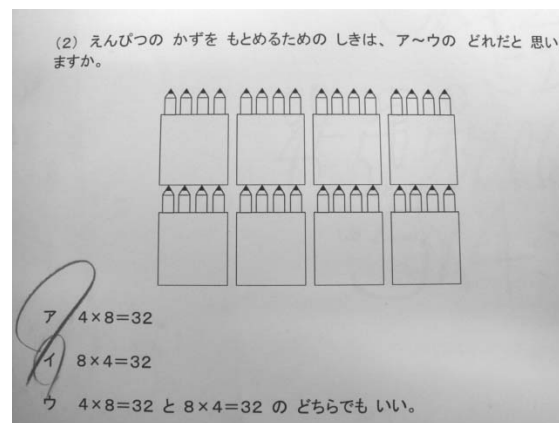 (2) えんぴつの かずを もとめるための しきは、ア～ウの どれだと 思い
ますか。
ア 4×8=32
イ 8×4=32
ウ 4×8=32 と 8×4=32 の どちらでも いい。